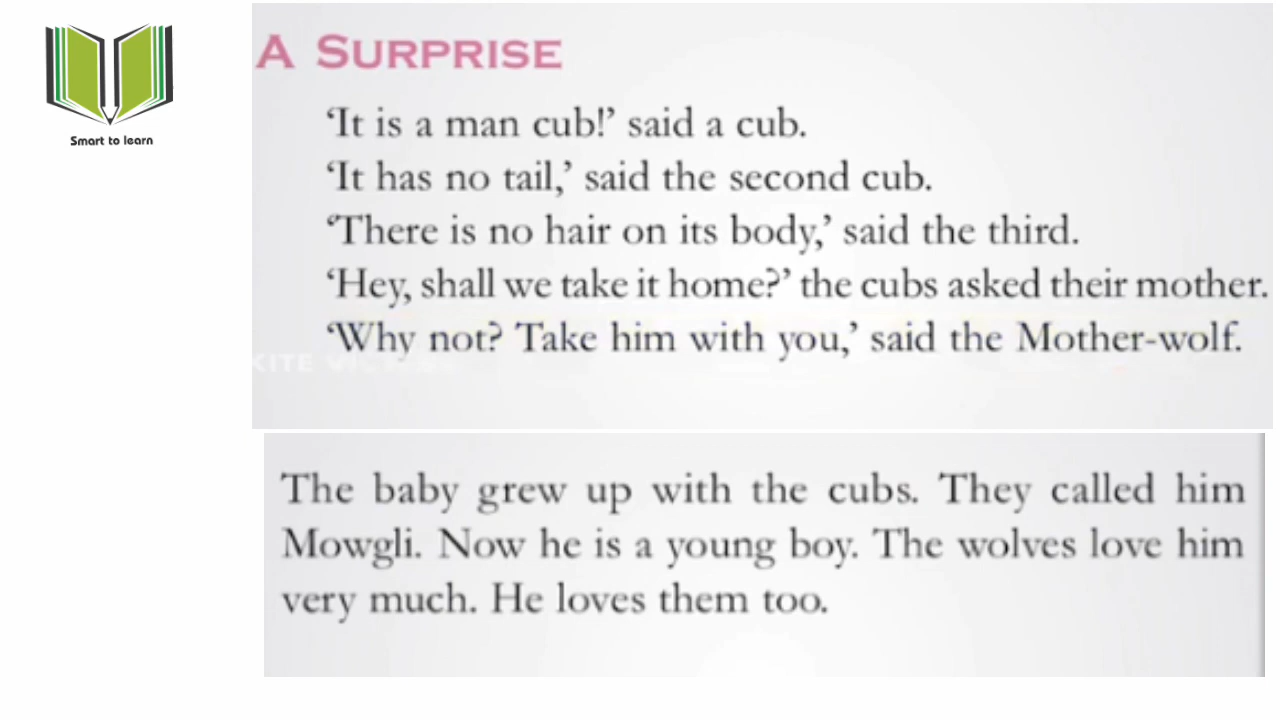 Smart to learn
A SURPRISE
‘It is a man cub!’ said a cub.
‘It has no tail,’ said the second cub.
‘There is no hair on its body,’ said the third.
‘Hey, shall we take it home?’ the cubs asked their mother.
‘Why not? Take him with you,’ said the Mother-wolf.
KITE
The baby grew up with the cubs. They called him
Mowgli. Now he is a young boy. The wolves love him
very much. He loves them too.